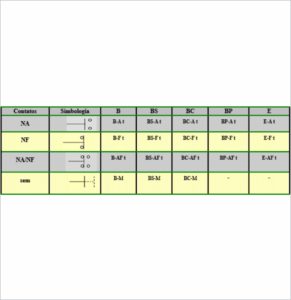 Contatos Simbologia B BS BC BP E
NA B-A t BS-A t BC-A t BP-A t E-A t
NF B-F t BS-F t BC-F t BP-F t E-F t
NA/NF B-AF t BS-AF t BC-AF t BP-AF t E-AF t
sem B-M BS-M BC-M - -